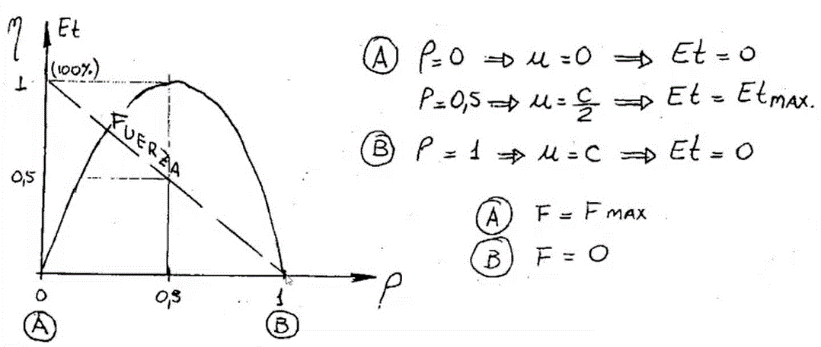 η Et
(100%)
1
FUERZA
0,5
0 0,5 1 ρ
A B
A ρ=0 ⇒ u=0 ⇒ Et=0
ρ=0,5 ⇒ u=c/2 ⇒ Et=Et MAX.
B ρ=1 ⇒ u=c ⇒ Et=0
A F=F MAX
B F=0